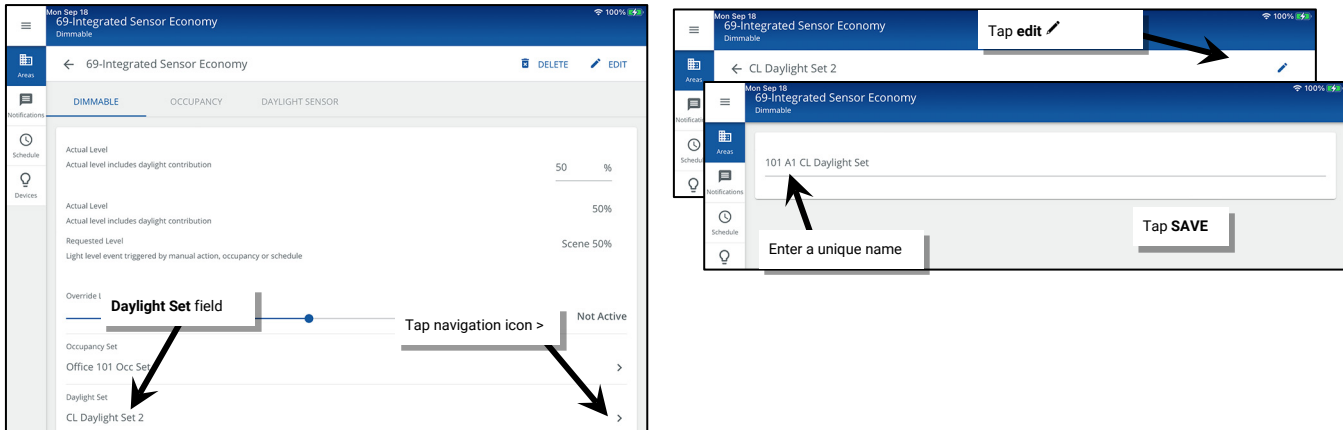 Mon Sep 18
100%
69-Integrated Sensor Economy
Dimmable
Areas
Notifications
Schedule
Devices
69-Integrated Sensor Economy
DELETE
EDIT
DIMMABLE OCCUPANCY DAYLIGHT SENSOR
Actual Level
Actual level includes daylight contribution
50 %
Actual Level
50%
Actual level includes daylight contribution
Requested Level
Scene 50%
Light level event triggered by manual action, occupancy or schedule
Override L
Daylight Set field
Not Active
Tap navigation icon >
Occupancy Set
Office 101 Occ Set
Daylight Set
CL Daylight Set 2
Mon Sep 18
100%
69-Integrated Sensor Economy
Dimmable
Tap edit
Areas
CL Daylight Set 2
Mon Sep 18
100%
69-Integrated Sensor Economy
Dimmable
Areas
101 A1 CL Daylight Set
Notifications
Schedule
Enter a unique name
Tap SAVE